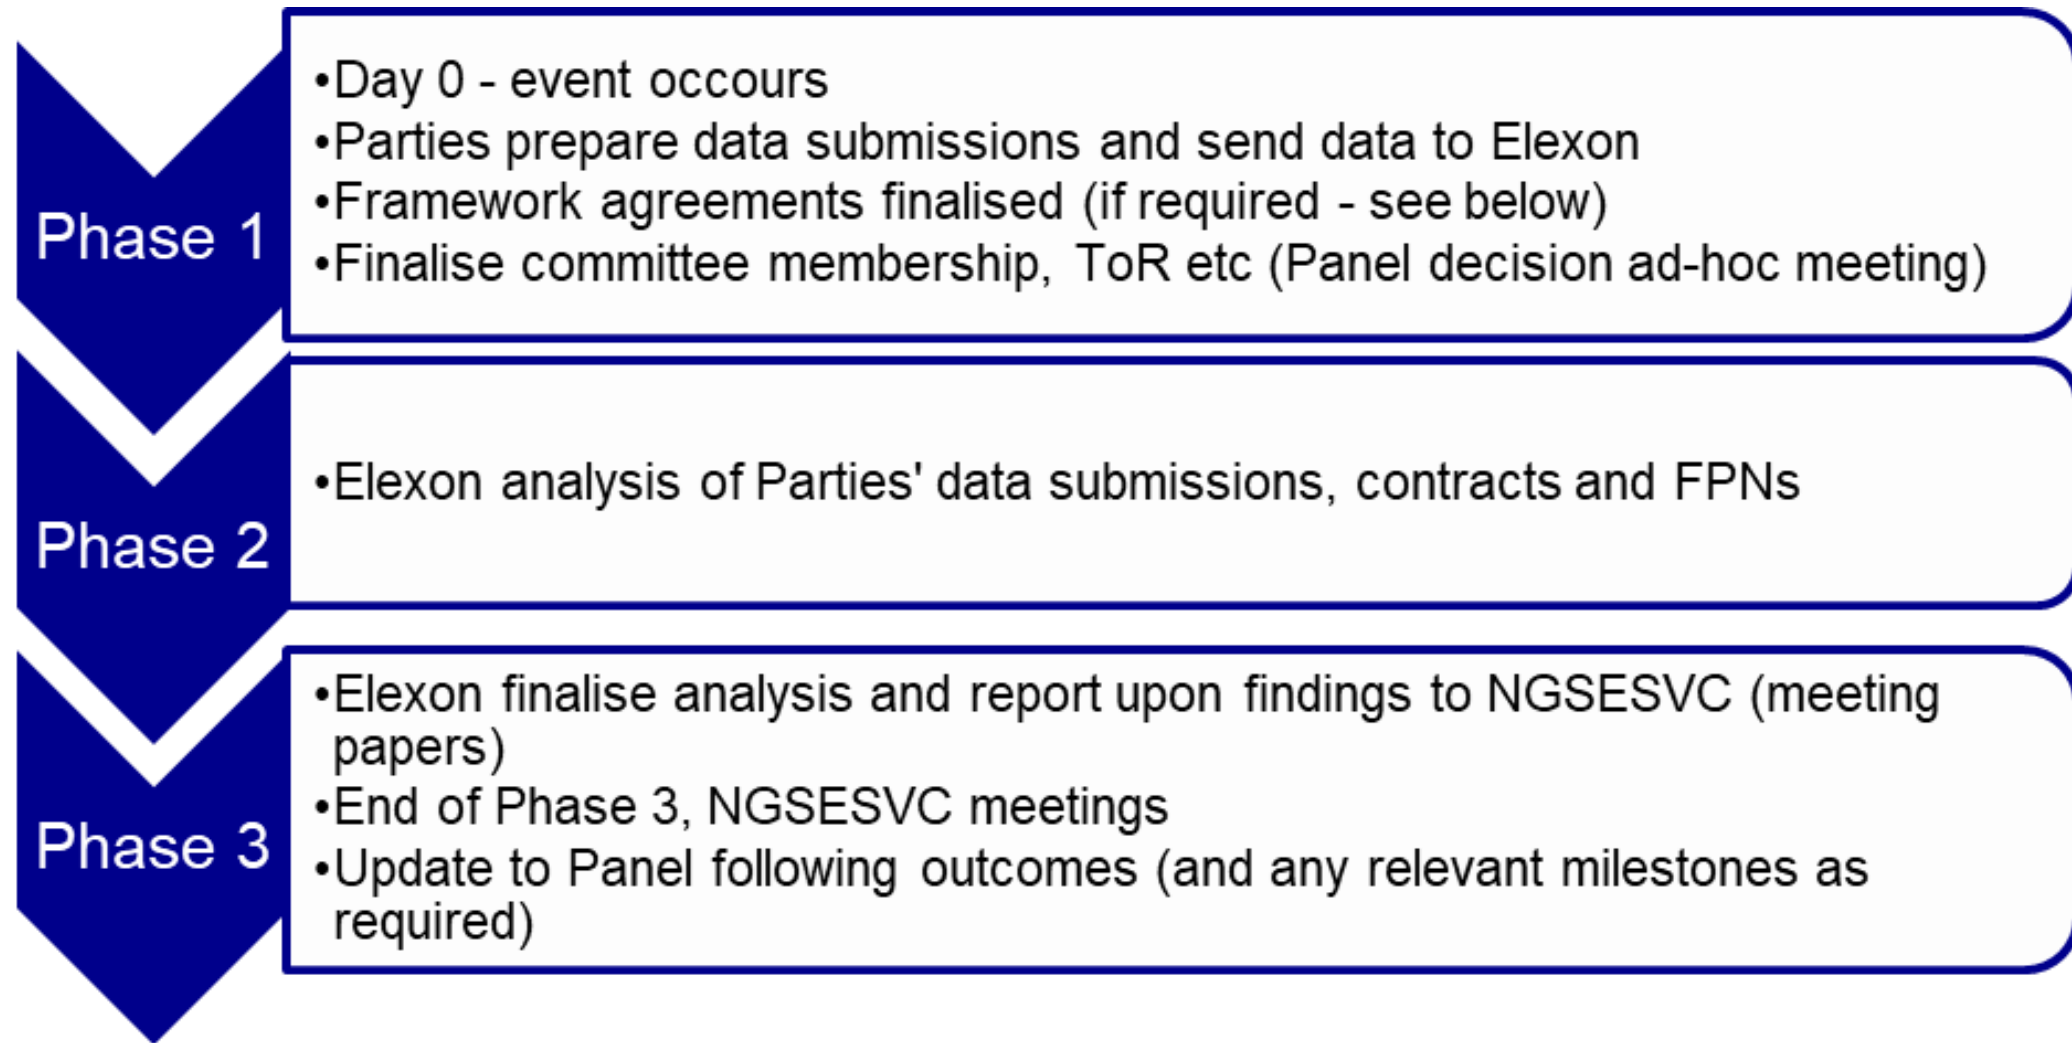 Phase 1
•Day 0 - event occours
•Parties prepare data submissions and send data to Elexon
•Framework agreements finalised (if required - see below)
•Finalise committee membership, ToR etc (Panel decision ad-hoc meeting)
Phase 2
•Elexon analysis of Parties' data submissions, contracts and FPNs
Phase 3
•Elexon finalise analysis and report upon findings to NGSESVC (meeting
papers)
•End of Phase 3, NGSESVC meetings
•Update to Panel following outcomes (and any relevant milestones as
required)